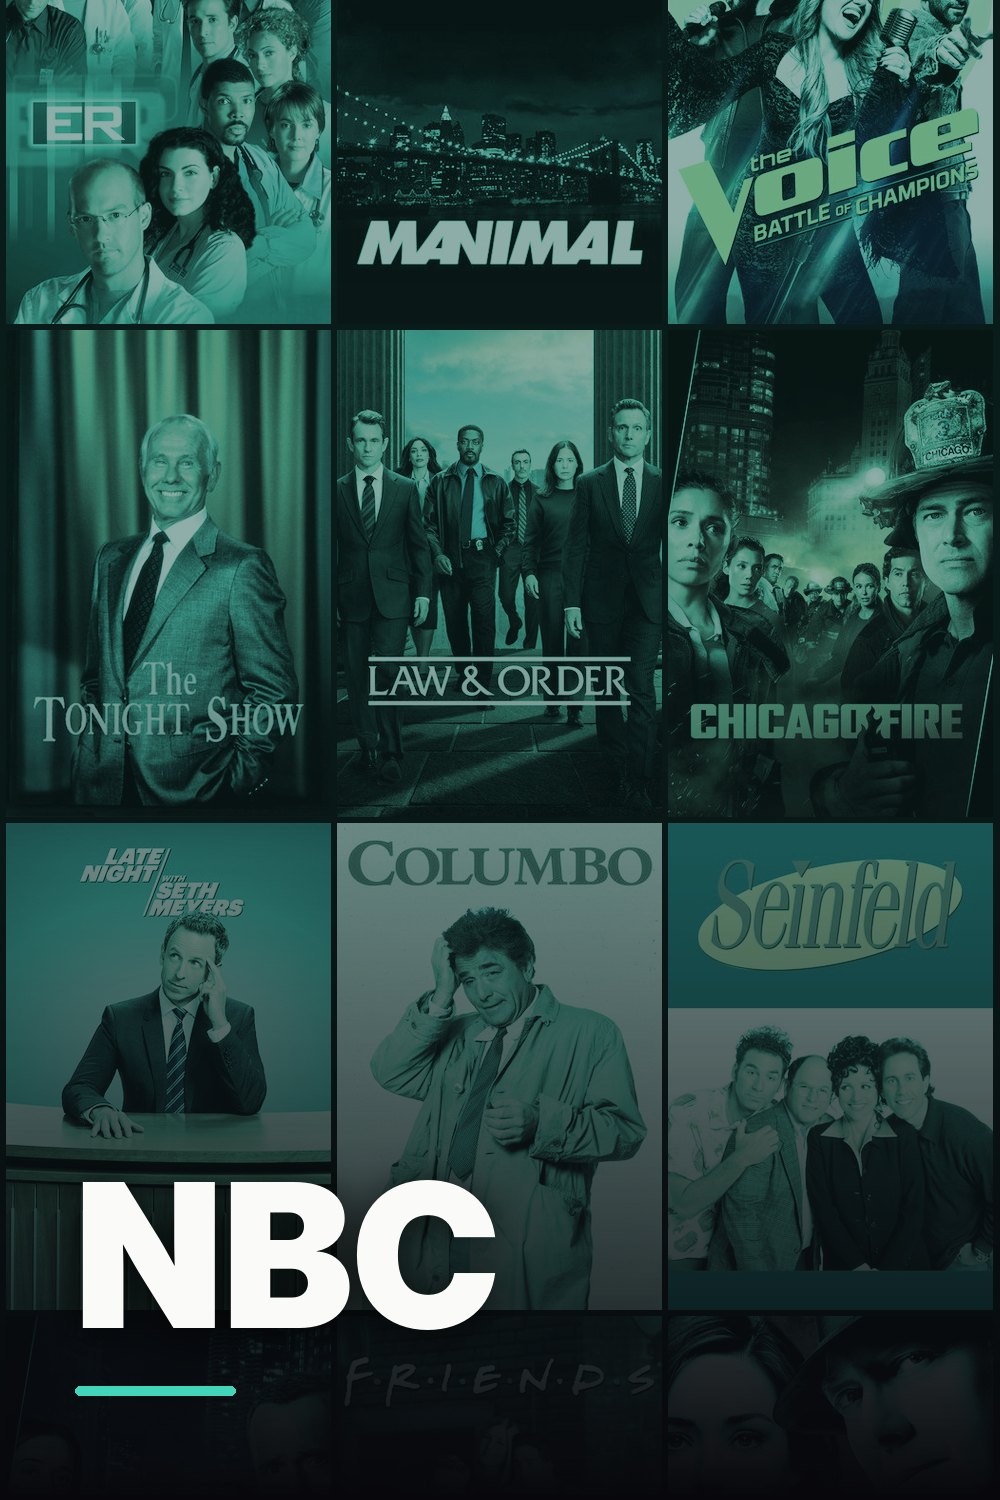 ER
MANIMAL
the
Voice
BATTLE OF CHAMPIONS
The
TONIGHT SHOW
LAW & ORDER
3
CHICAGO
CHICAGO FIRE
LATE
NIGHT WITH
SETH
MEYERS
COLUMBO
Seinfeld
NBC
F·R·I·E·N·D·S